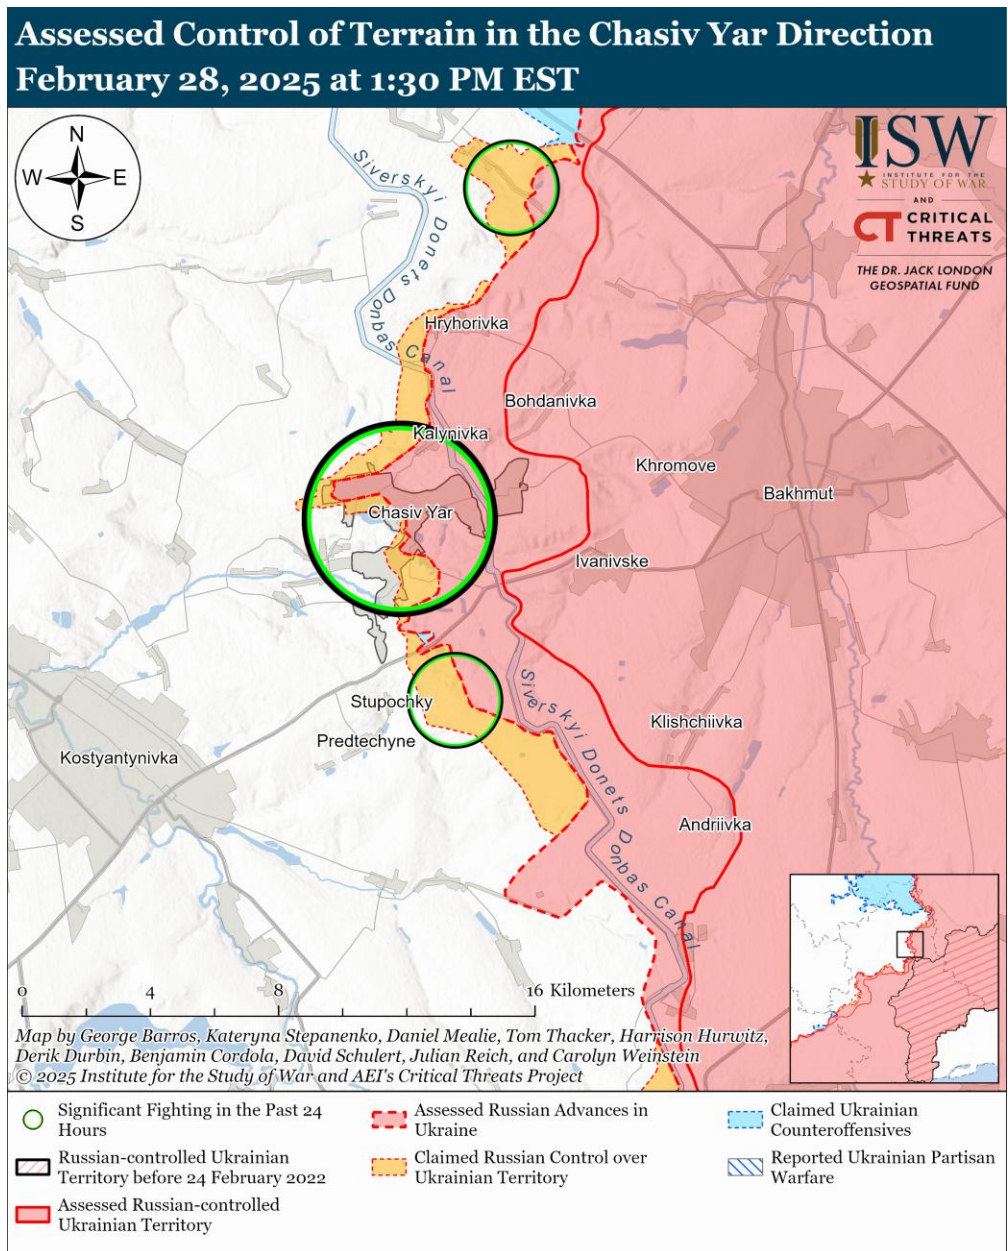 Assessed Control of Terrain in the Chasiv Yar Direction
February 28, 2025 at 1:30 PM EST
N
W
E
S
ISW
INSTITUTE FOR THE
STUDY OF WAR
AND
CT CRITICAL
THREATS
THE DR. JACK LONDON
GEOSPATIAL FUND
Siverskyi Donets Donbas Canal
Hryhorivka
Bohdanivka
Kalynivka
Khromove
Bakhmut
Chasiv Yar
Ivanivske
Siverskyi Donets Donbas Canal
Stupochky
Klishchiivka
Predtechyne
Kostyantynivka
Andriivka
0
4
8
16 Kilometers
Map by George Barros, Kateryna Stepanenko, Daniel Mealie, Tom Thacker, Harrison Hurwitz,
Derik Durbin, Benjamin Cordola, David Schulert, Julian Reich, and Carolyn Weinstein
© 2025 Institute for the Study of War and AEI's Critical Threats Project
Significant Fighting in the Past 24
Hours
Russian-controlled Ukrainian
Territory before 24 February 2022
Assessed Russian-controlled
Ukrainian Territory
Assessed Russian Advances in
Ukraine
Claimed Russian Control over
Ukrainian Territory
Claimed Ukrainian
Counteroffensives
Reported Ukrainian Partisan
Warfare